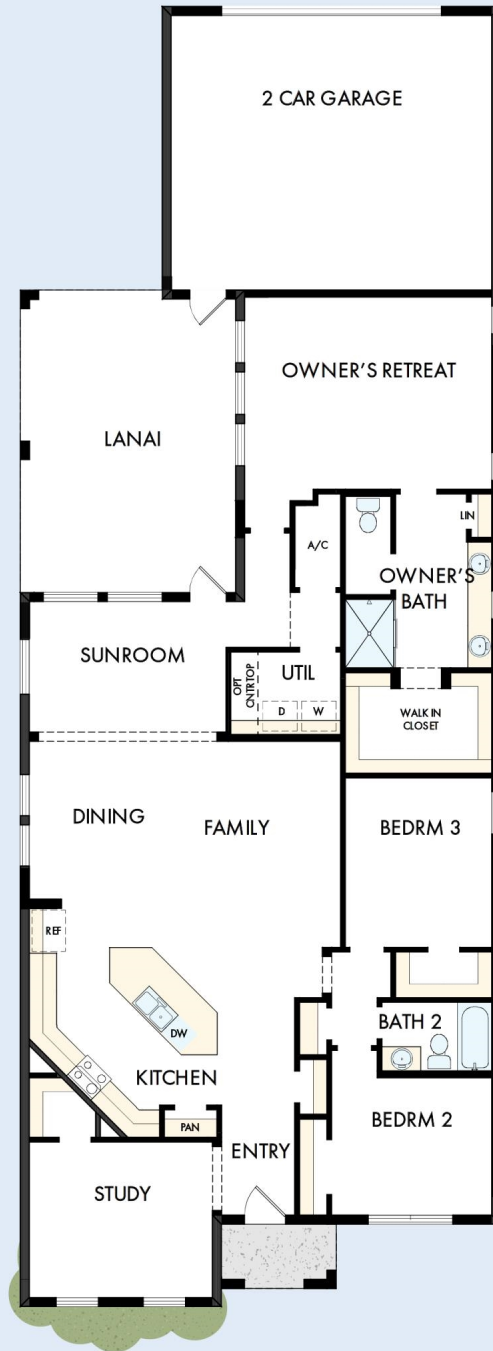 2 CAR GARAGE
OWNER'S RETREAT
LANAI
LIN
A/C
OWNER'S
BATH
SUNROOM
OPT
CNTRTOP
UTIL
D
W
WALK IN
CLOSET
DINING
FAMILY
BEDRM 3
REF
DW
BATH 2
KITCHEN
PAN
BEDRM 2
ENTRY
STUDY